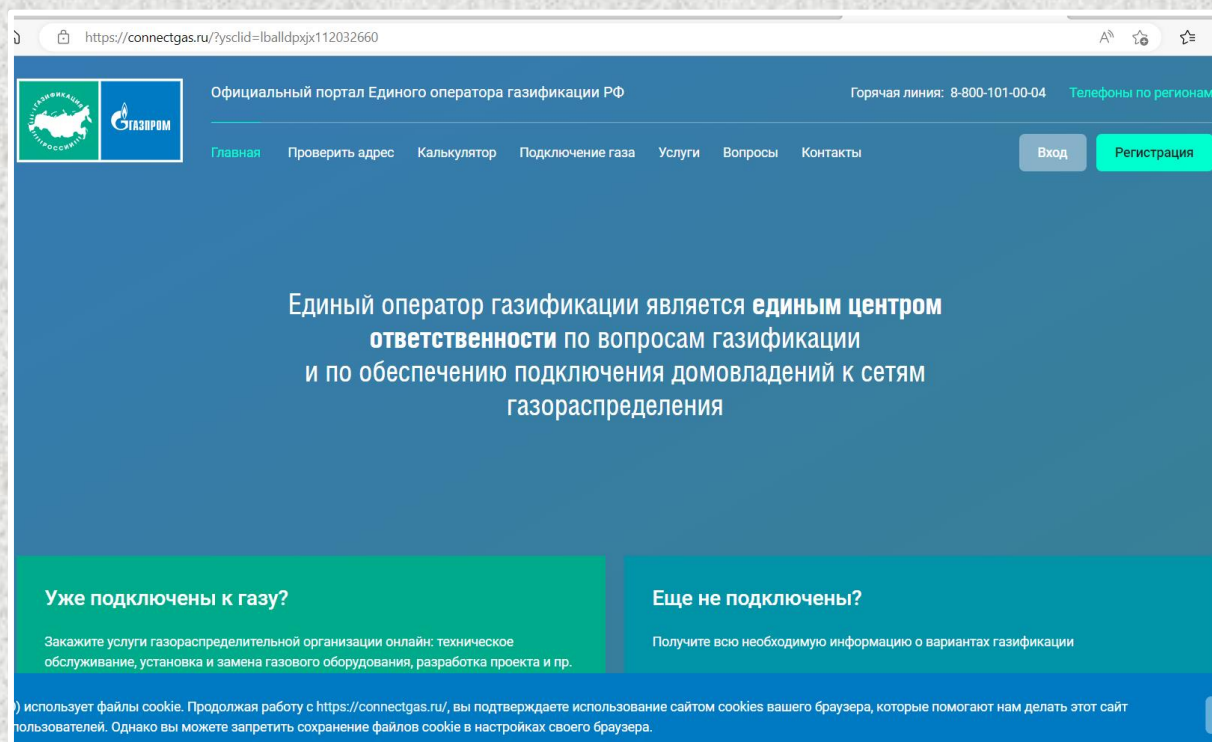 https://connectgas.ru/?ysclid=lballdpxjx112032660
Официальный портал Единого оператора газификации РФ
Горячая линия: 8-800-101-00-04 Телефоны по регионам
ГАЗИФИКАЦИЯ
РОССИИ
ГАЗПРОМ
Главная Проверить адрес Калькулятор Подключение газа Услуги Вопросы Контакты
Вход Регистрация
Единый оператор газификации является единым центром
ответственности по вопросам газификации
и по обеспечению подключения домовладений к сетям
газораспределения
Уже подключены к газу?
Закажите услуги газораспределительной организации онлайн: техническое
обслуживание, установка и замена газового оборудования, разработка проекта и пр.
Еще не подключены?
Получите всю необходимую информацию о вариантах газификации
) использует файлы cookie. Продолжая работу с https://connectgas.ru/, вы подтверждаете использование сайтом cookies вашего браузера, которые помогают нам делать этот сайт
пользователей. Однако вы можете запретить сохранение файлов cookie в настройках своего браузера.